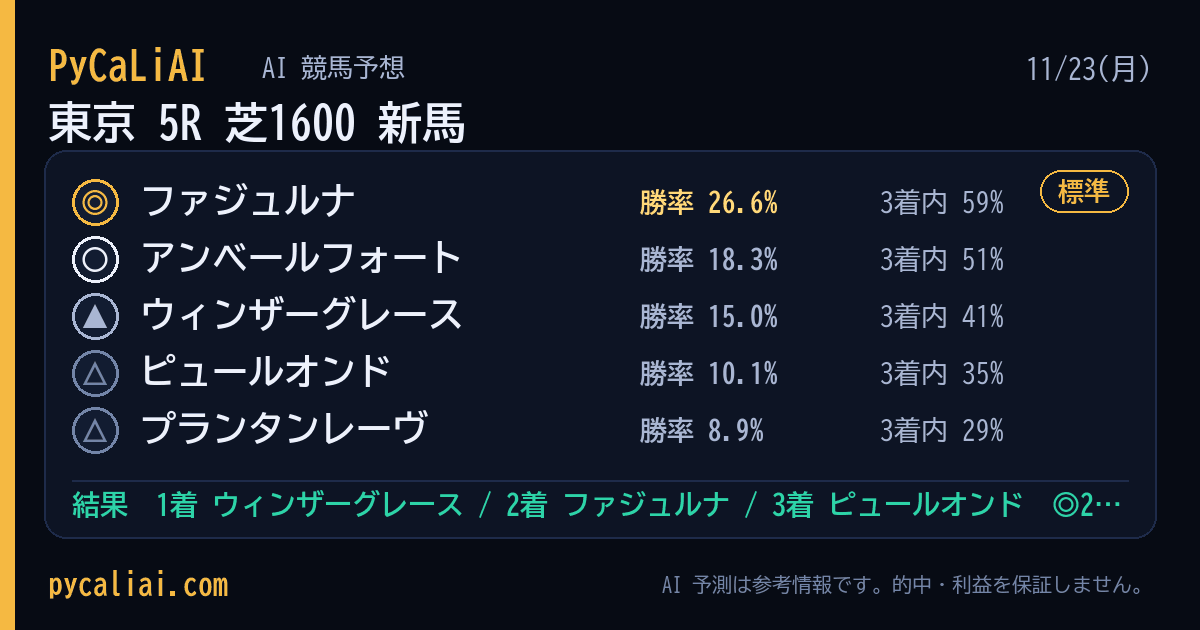 PyCaLiAI AI 競馬予想 11/23(月)
東京 5R 芝1600 新馬
◎ ファジュルナ 勝率 26.6% 3着内 59% 標準
○ アンベールフォート 勝率 18.3% 3着内 51%
▲ ウィンザーグレース 勝率 15.0% 3着内 41%
△ ピュールオンド 勝率 10.1% 3着内 35%
△ プランタンレーヴ 勝率 8.9% 3着内 29%
結果 1着 ウィンザーグレース / 2着 ファジュルナ / 3着 ピュールオンド ◎2…
pycaliai.com AI 予測は参考情報です。的中・利益を保証しません。